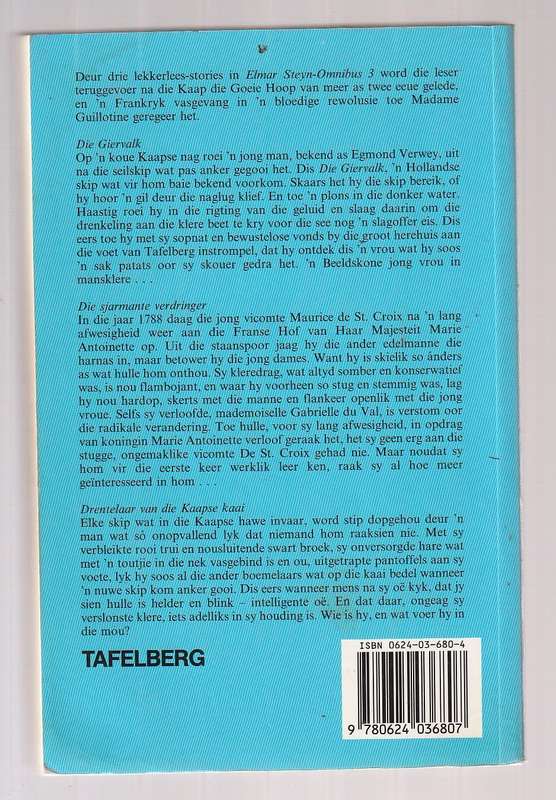 Deur drie lekkerlees-stories in Elmar Steyn-Omnibus 3 word die leser
teruggevoer na die Kaap die Goeie Hoop van meer as twee eeue gelede,
en 'n Frankryk vasgevang in 'n bloedige rewolusie toe Madame
Guillotine geregeer het.
Die Giervalk
Op 'n koue Kaapse nag roei 'n jong man, bekend as Egmond Verwey, uit
na die seilskip wat pas anker gegooi het. Dis Die Giervalk, 'n Hollandse
skip wat vir hom baie bekend voorkom. Skaars het hy die skip bereik, of
hy hoor 'n gil deur die naglug klief. En toe 'n plons in die donker water.
Haastig roei hy in die rigting van die geluid en slaag daarin om die
drenkeling aan die klere beet te kry voor die see nog 'n slagoffer eis. Dis
eers toe hy met sy sopnat en bewustelose vonds by die groot herehuis aan
die voet van Tafelberg instrompel, dat hy ontdek dis 'n vrou wat hy soos
'n sak patats oor sy skouer gedra het. 'n Beeldskone jong vrou in
mansklere . . .
Die sjarmante verdringer
In die jaar 1788 daag die jong vicomte Maurice de St. Croix na 'n lang
afwesigheid weer aan die Franse Hof van Haar Majesteit Marie
Antoinette op. Uit die staanspoor jaag hy die ander edelmanne die
harnas in, maar betower hy die jong dames. Want hy is skielik so ánders
as wat hulle hom onthou. Sy kleredrag, wat altyd somber en konserwatief
was, is nou flambojant, en waar hy voorheen so stug en stemmig was, lag
hy nou hardop, skerts met die manne en flankeer openlik met die jong
vroue. Selfs sy verloofde, mademoiselle Gabrielle du Val, is verstom oor
die radikale verandering. Toe hulle, voor sy lang afwesigheid, in opdrag
van koningin Marie Antoinette verloof geraak het, het sy geen erg aan die
stugge, ongemaklike vicomte De St. Croix gehad nie. Maar noudat sy
hom vir die eerste keer werklik leer ken, raak sy al hoe meer
geïnteresseerd in hom . . .
Drentelaar van die Kaapse kaai
Elke skip wat in die Kaapse hawe invaar, word stip dopgehou deur 'n
man wat só onopvallend lyk dat niemand hom raaksien nie. Met sy
verbleikte rooi trui en nousluitende swart broek, sy onversorgde hare wat
met 'n toutjie in die nek vasgebind is en ou, uitgetrapte pantoffels aan sy
voete, lyk hy soos al die ander boemelaars wat op die kaai bedel wanneer
'n nuwe skip kom anker gooi. Dis eers wanneer mens na sy oë kyk, dat jy
sien hulle is helder en blink – intelligente oë. En dat daar, ongeag sy
verslonste klere, iets adelliks in sy houding is. Wie is hy, en wat voer hy in
die mou?
TAFELBERG
ISBN 0624-03-680-4
9 780624 036807